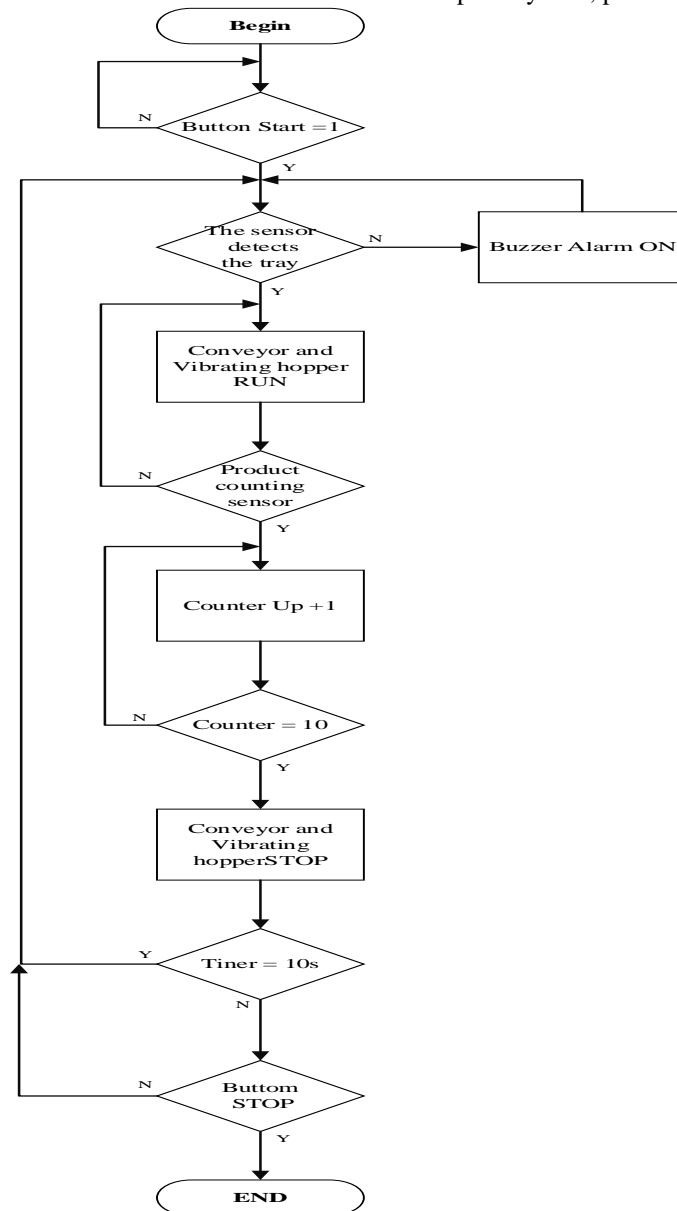 Begin
N
Button Start =1
Y
The sensor
detects
the tray
N
Buzzer Alarm ON
Y
Conveyor and
Vibrating hopper
RUN
N
Product
counting
sensor
Y
Counter Up +1
N
Counter = 10
Y
Conveyor and
Vibrating
hopperSTOP
Y
Tiner = 10s
N
N
Buttom
STOP
Y
END